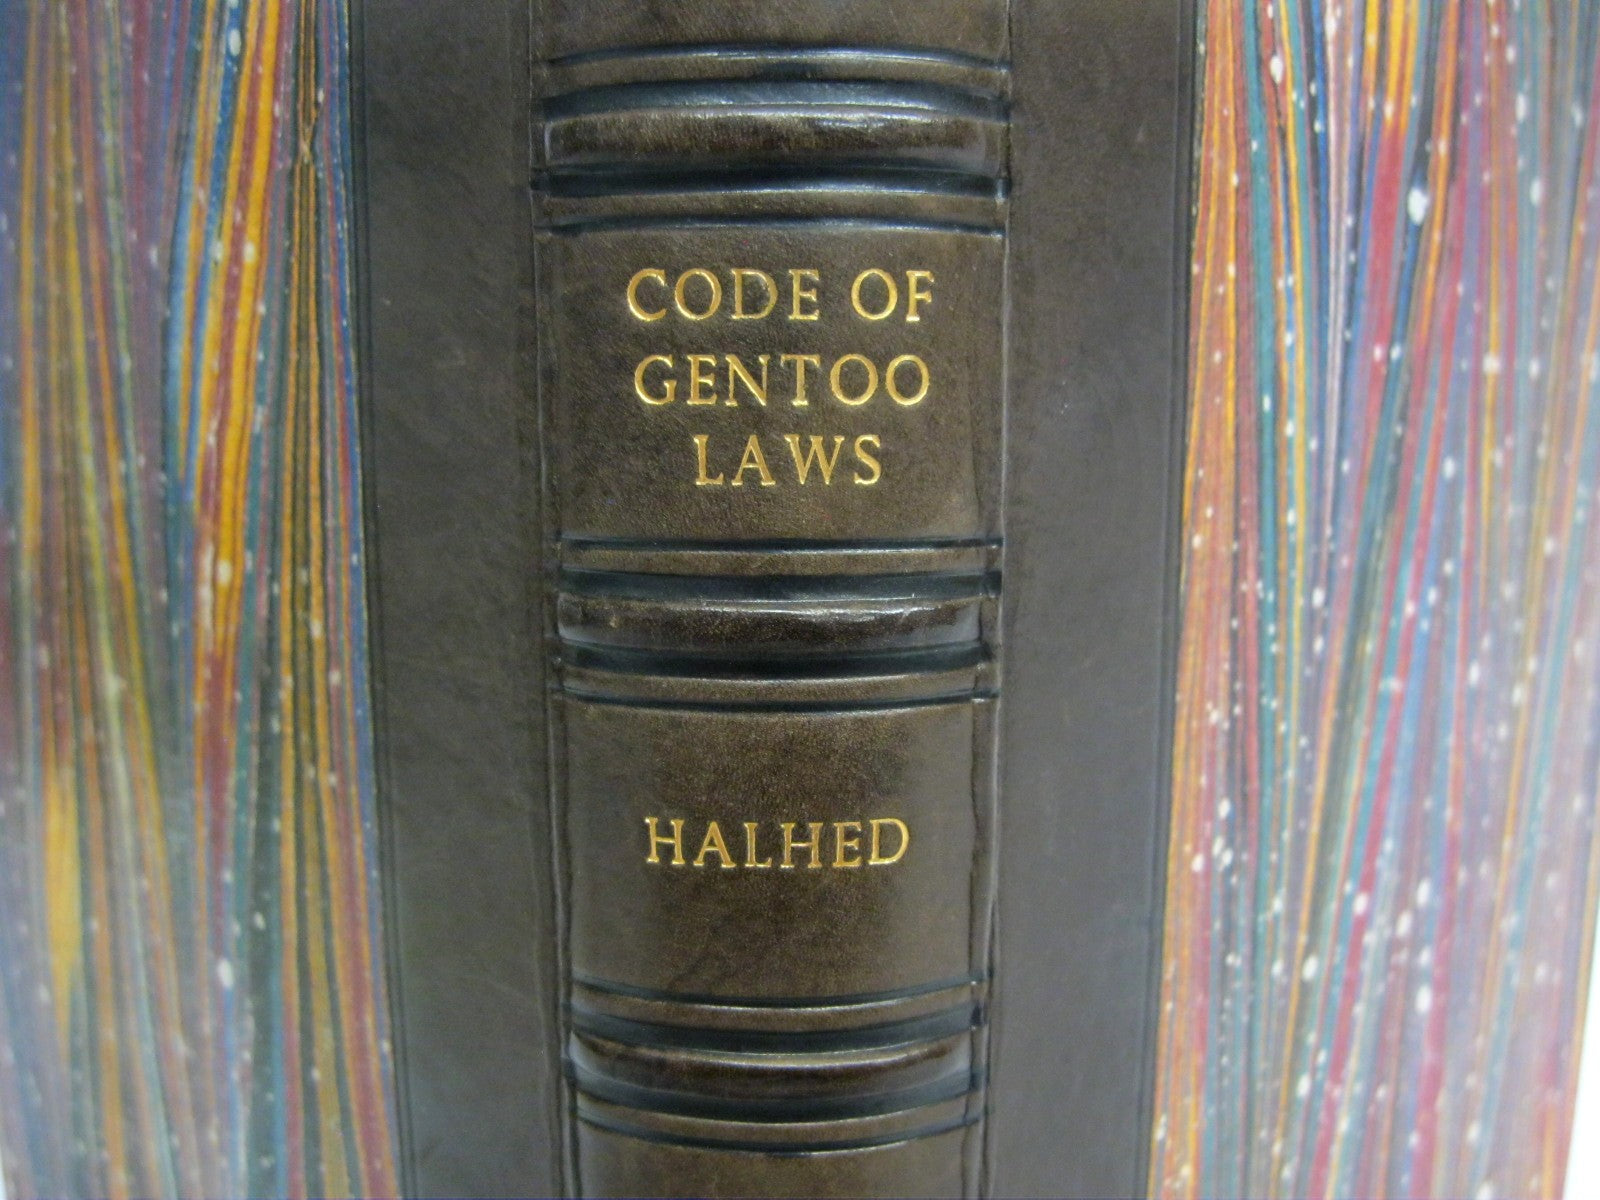 CODE OF
GENTOO
LAWS
HALHED